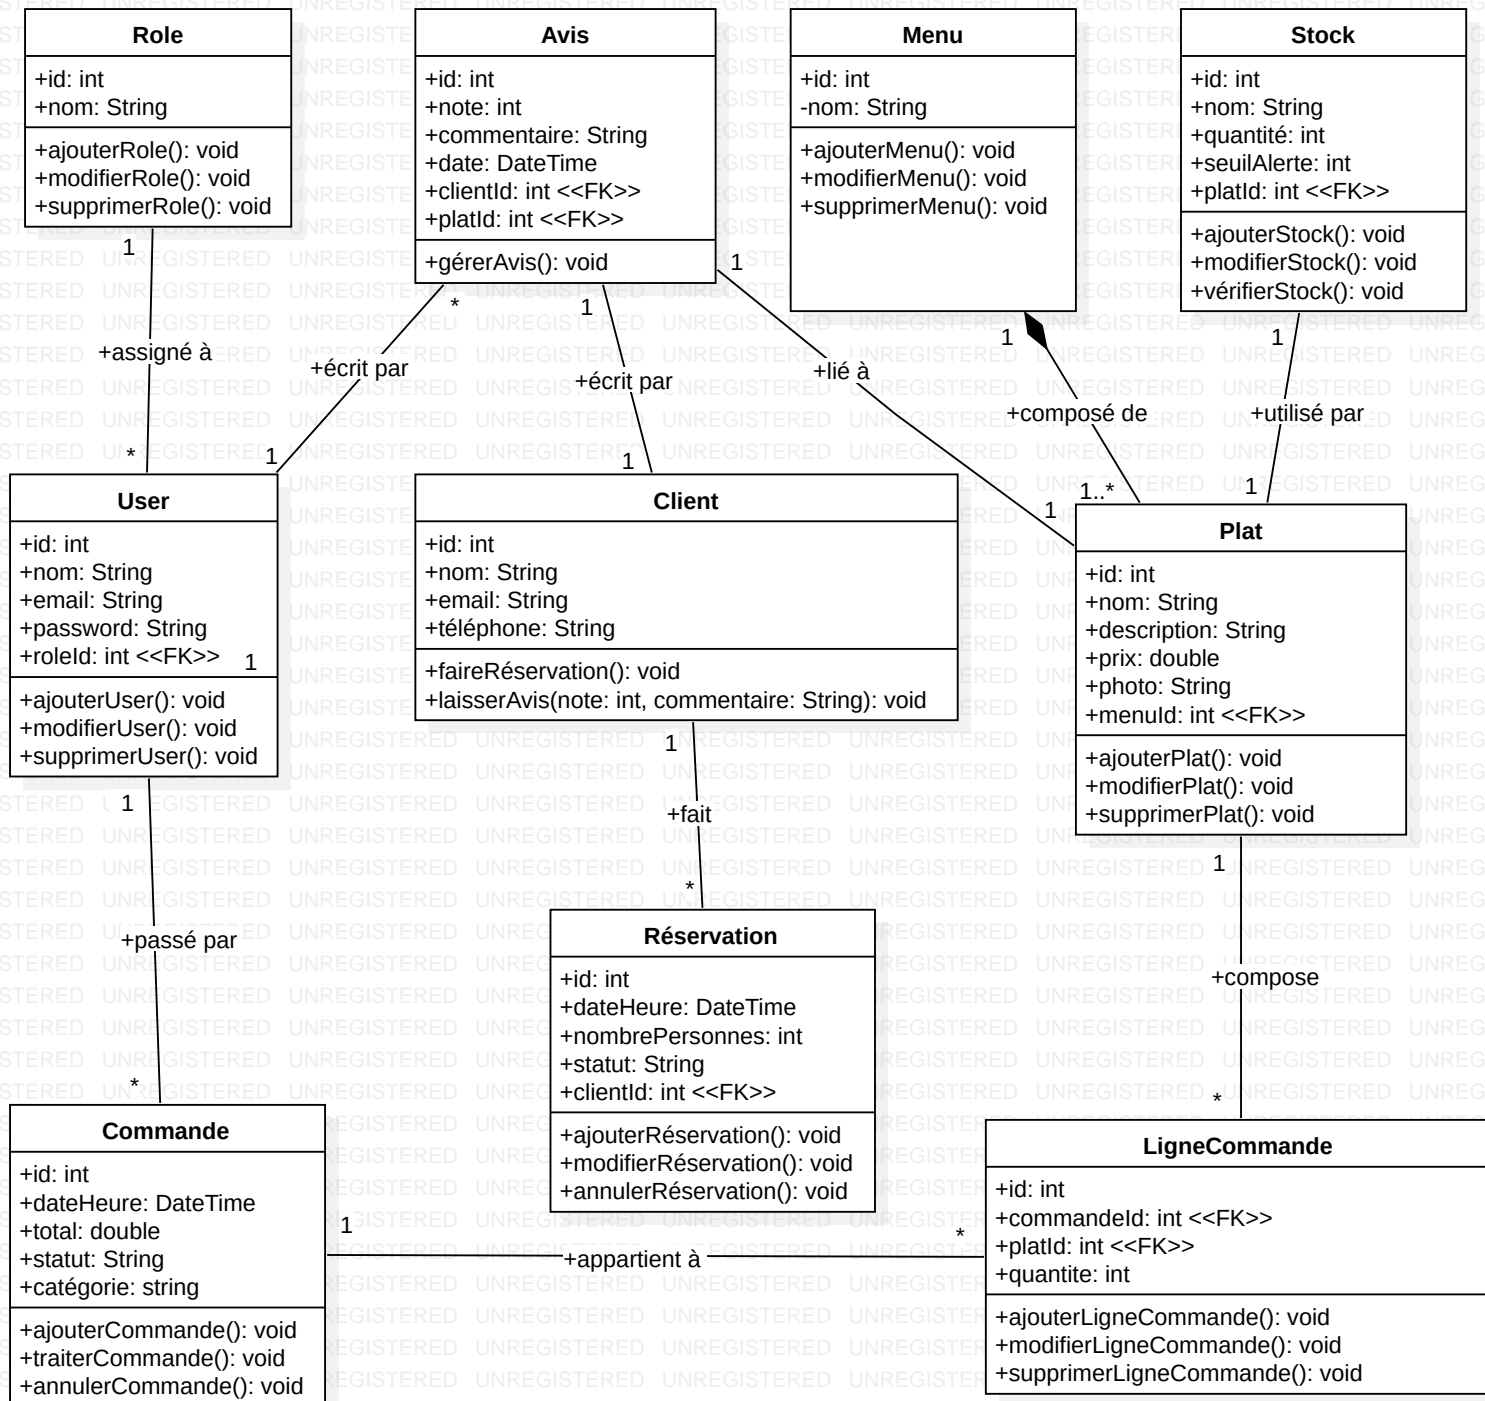 Role
+id: int
+nom: String
+ajouterRole(): void
+modifierRole(): void
+supprimerRole(): void
Avis
+id: int
+note: int
+commentaire: String
+date: DateTime
+clientId: int <<FK>>
+platId: int <<FK>>
+gérerAvis(): void
Menu
+id: int
-nom: String
+ajouterMenu(): void
+modifierMenu(): void
+supprimerMenu(): void
Stock
+id: int
+nom: String
+quantité: int
+seuilAlerte: int
+platId: int <<FK>>
+ajouterStock(): void
+modifierStock(): void
+vérifierStock(): void
1
+assigné à
*
*
+écrit par
1
1
+écrit par
1
1
+lié à
1
1
+composé de
1..*
1
+utilisé par
1
User
+id: int
+nom: String
+email: String
+password: String
+roleId: int <<FK>>
1
+ajouterUser(): void
+modifierUser(): void
+supprimerUser(): void
Client
+id: int
+nom: String
+email: String
+téléphone: String
+faireRéservation(): void
+laisserAvis(note: int, commentaire: String): void
Plat
+id: int
+nom: String
+description: String
+prix: double
+photo: String
+menuId: int <<FK>>
+ajouterPlat(): void
+modifierPlat(): void
+supprimerPlat(): void
1
+passé par
*
1
+fait
*
1
+compose
*
Réservation
+id: int
+dateHeure: DateTime
+nombrePersonnes: int
+statut: String
+clientId: int <<FK>>
+ajouterRéservation(): void
+modifierRéservation(): void
+annulerRéservation(): void
Commande
+id: int
+dateHeure: DateTime
+total: double
+statut: String
+catégorie: string
+ajouterCommande(): void
+traiterCommande(): void
+annulerCommande(): void
1
+appartient à
*
LigneCommande
+id: int
+commandeId: int <<FK>>
+platId: int <<FK>>
+quantite: int
+ajouterLigneCommande(): void
+modifierLigneCommande(): void
+supprimerLigneCommande(): void
UNREGISTERED